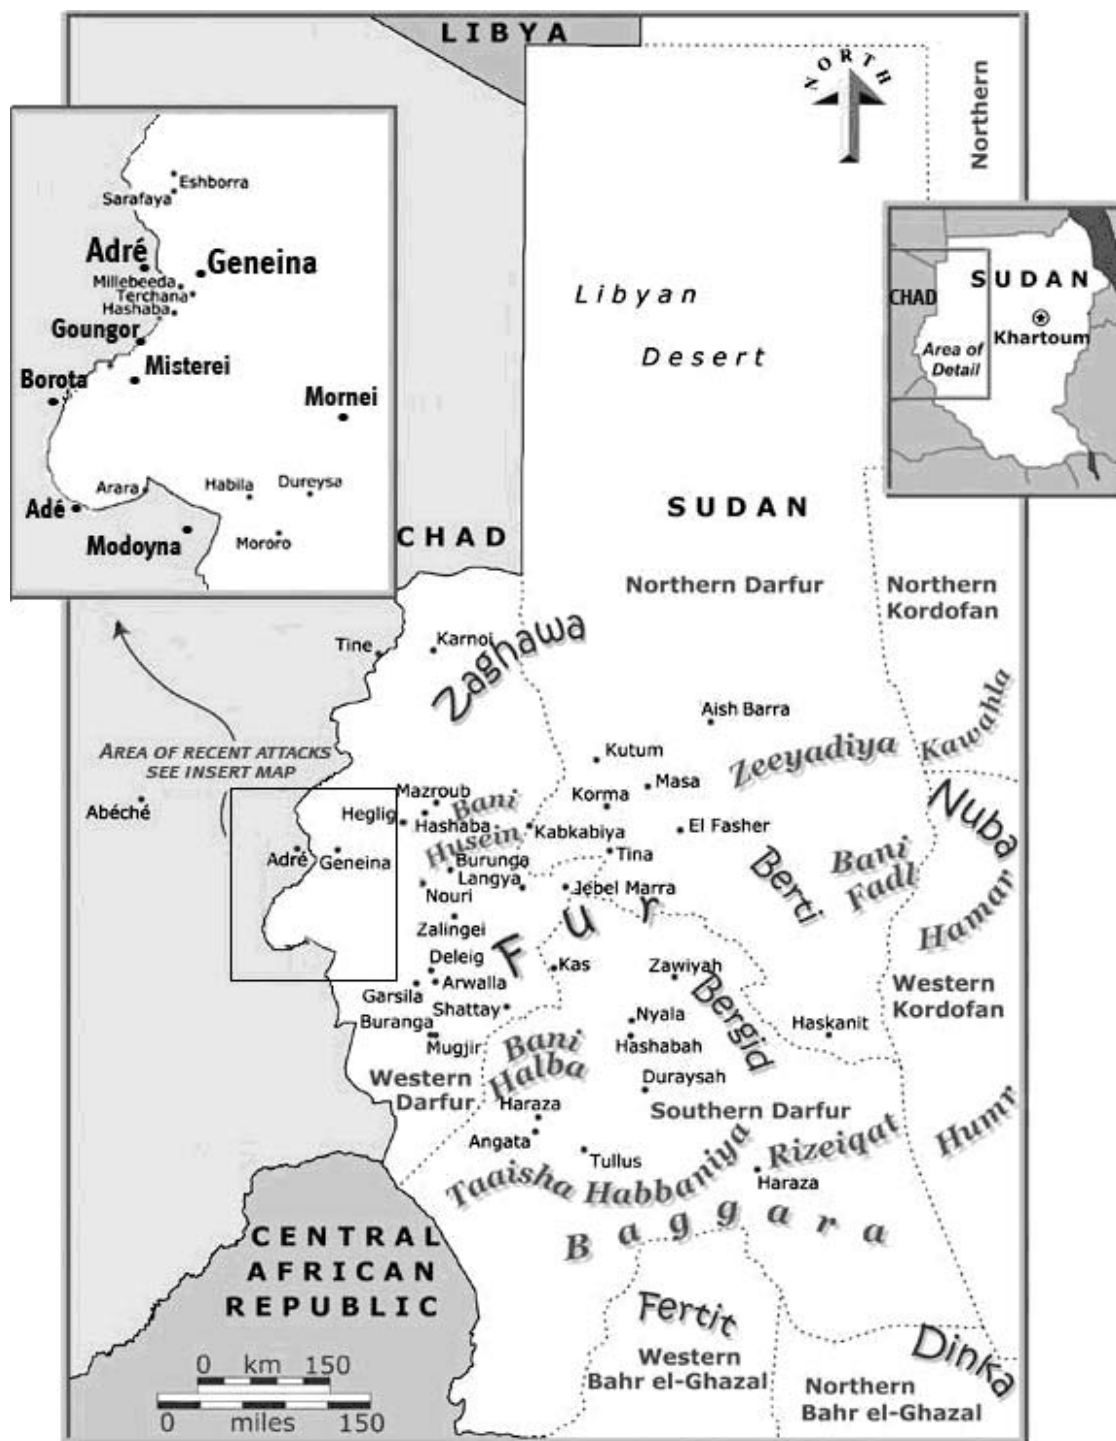 LIBYA
NORTH
Northern
Eshborra
Sarafaya
Adré
Geneina
Millebeeda
Terchana
Hashaba
Goungor
Misterei
Borota
Mornei
Arara
Habila
Dureysa
Adé
Modoyna
Mororo
SUDAN
CHAD
Khartoum
Area of
Detail
Libyan
Desert
SUDAN
CHAD
Northern Darfur
Northern
Kordofan
Zaghawa
Tine
Karnoi
Aish Barra
Kawahla
Zeeyadiya
Kutum
Masa
AREA OF RECENT ATTACKS
SEE INSERT MAP
Abéché
Mazroub
Heglig
Hashaba
Bani
Husein
Korma
Kabkabiya
El Fasher
Nuba
Adré
Geneina
Burunga
Langya
Tina
Berti
Bani
Fadl
Hamar
Nouri
Jebel Marra
Zalingei
Fur
Deleig
Arwalla
Kas
Zawiyah
Western
Kordofan
Garsila
Shattay
Bergid
Buranga
Mugjir
Nyala
Hashabah
Haskanit
Bani
Halba
Western
Darfur
Duraysah
Haraza
Southern Darfur
Humr
Angata
Tullus
Rizeiqat
Taaisha
Habbaniya
Haraza
Baggara
CENTRAL
AFRICAN
REPUBLIC
Fertit
Dinka
Western
Bahr el-Ghazal
Northern
Bahr el-Ghazal
0 km 150
0 miles 150